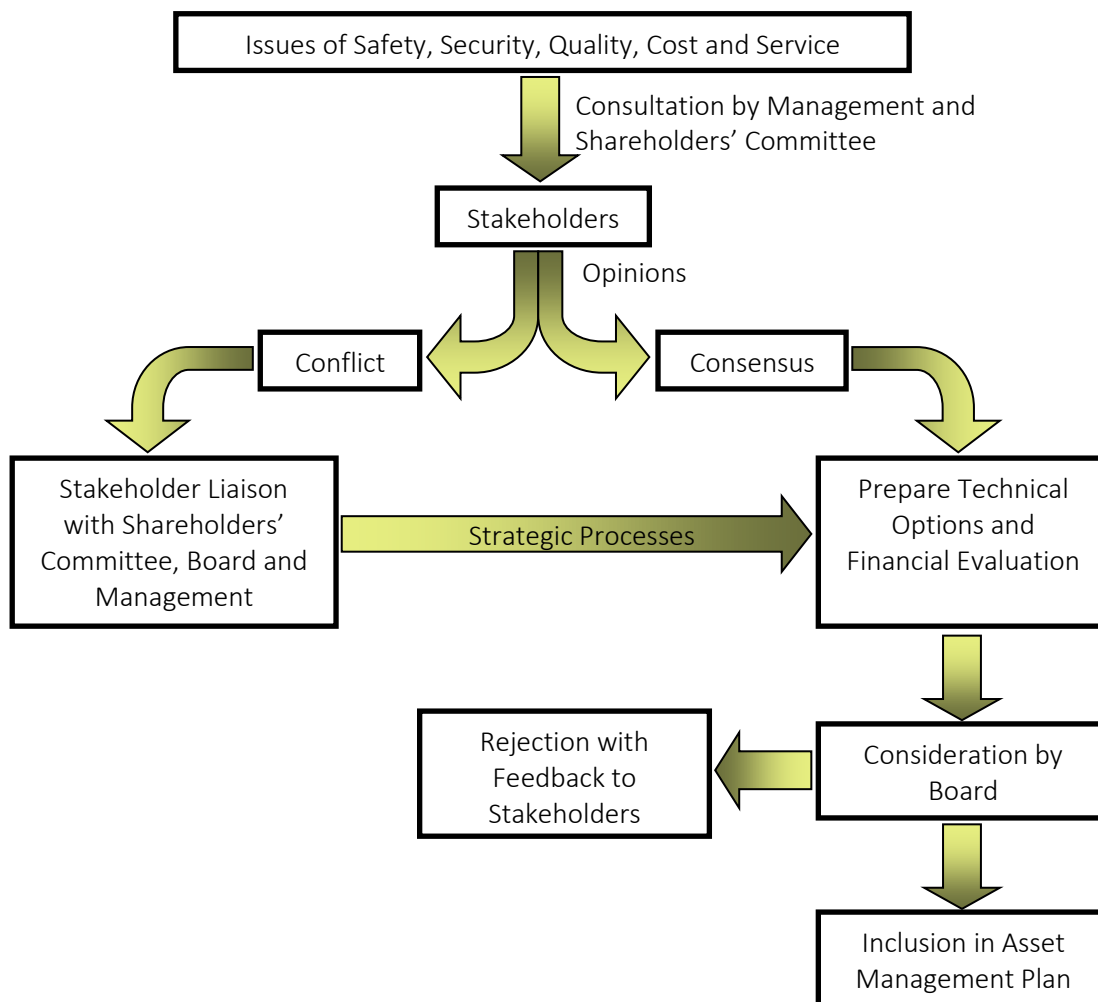 Issues of Safety, Security, Quality, Cost and Service
Consultation by Management and
Shareholders’ Committee
Stakeholders
Opinions
Conflict
Consensus
Stakeholder Liaison
with Shareholders’
Committee, Board and
Management
Strategic Processes
Prepare Technical
Options and
Financial Evaluation
Rejection with
Feedback to
Stakeholders
Consideration by
Board
Inclusion in Asset
Management Plan